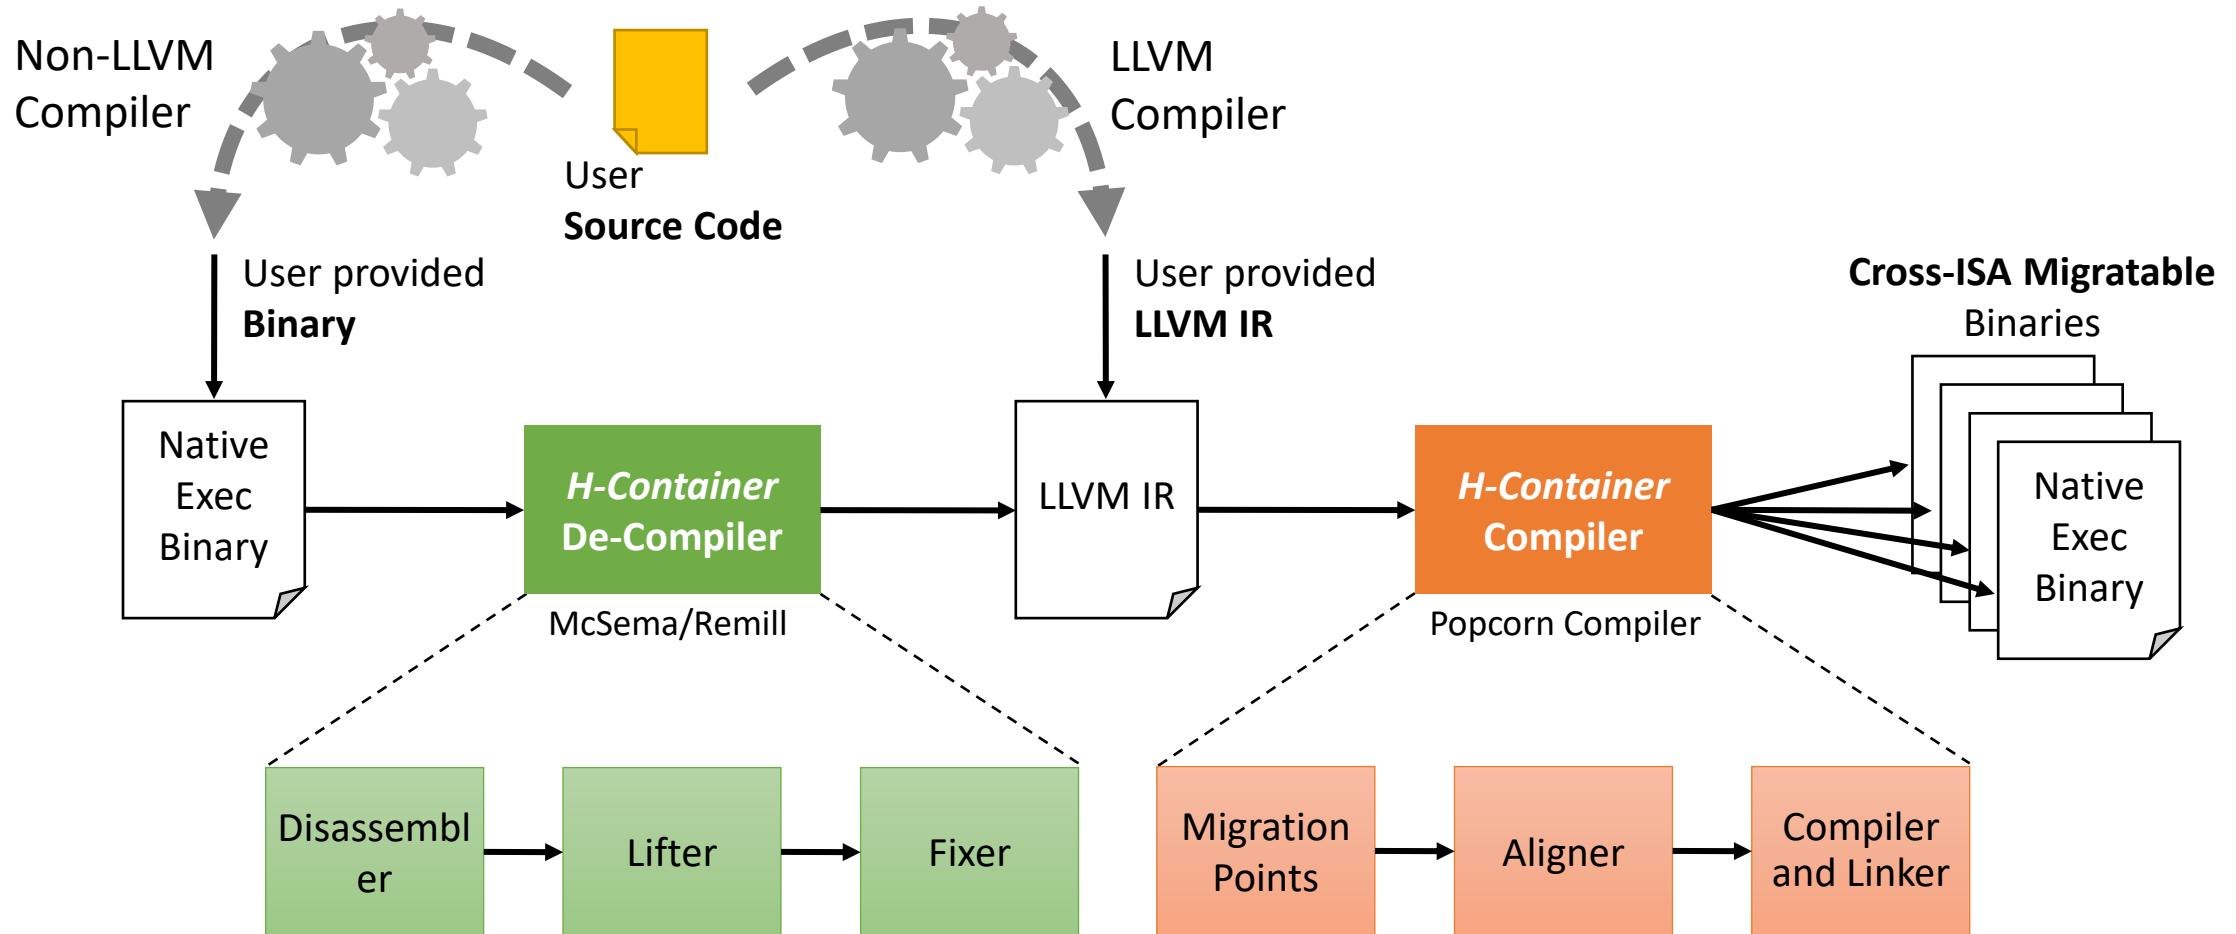 Non-LLVM
Compiler
LLVM
Compiler
User
Source Code
User provided
Binary
User provided
LLVM IR
Cross-ISA Migratable
Binaries
Native
Exec
Binary
H-Container
De-Compiler
McSema/Remill
LLVM IR
H-Container
Compiler
Popcorn Compiler
Native
Exec
Binary
Disassembl
er
Lifter
Fixer
Migration
Points
Aligner
Compiler
and Linker